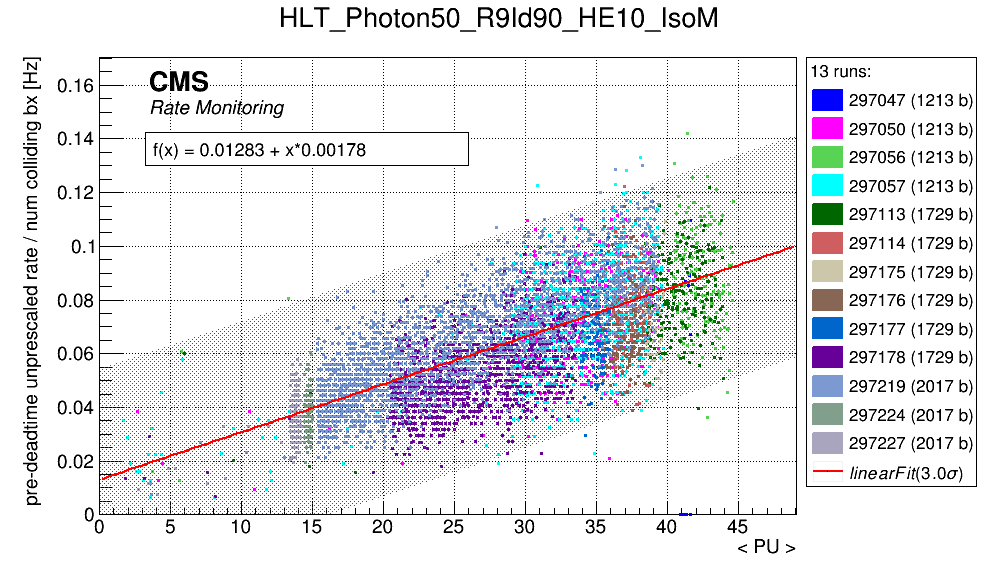 HLT_Photon50_R9Id90_HE10_IsoM
pre-deadtime unprescaled rate / num colliding bx [Hz]
0.16
0.14
0.12
0.1
0.08
0.06
0.04
0.02
0
CMS
Rate Monitoring
f(x) = 0.01283 + x*0.00178
0 5 10 15 20 25 30 35 40 45
< PU >
13 runs:
297047 (1213 b)
297050 (1213 b)
297056 (1213 b)
297057 (1213 b)
297113 (1729 b)
297114 (1729 b)
297175 (1729 b)
297176 (1729 b)
297177 (1729 b)
297178 (1729 b)
297219 (2017 b)
297224 (2017 b)
297227 (2017 b)
linearFit(3.0σ)